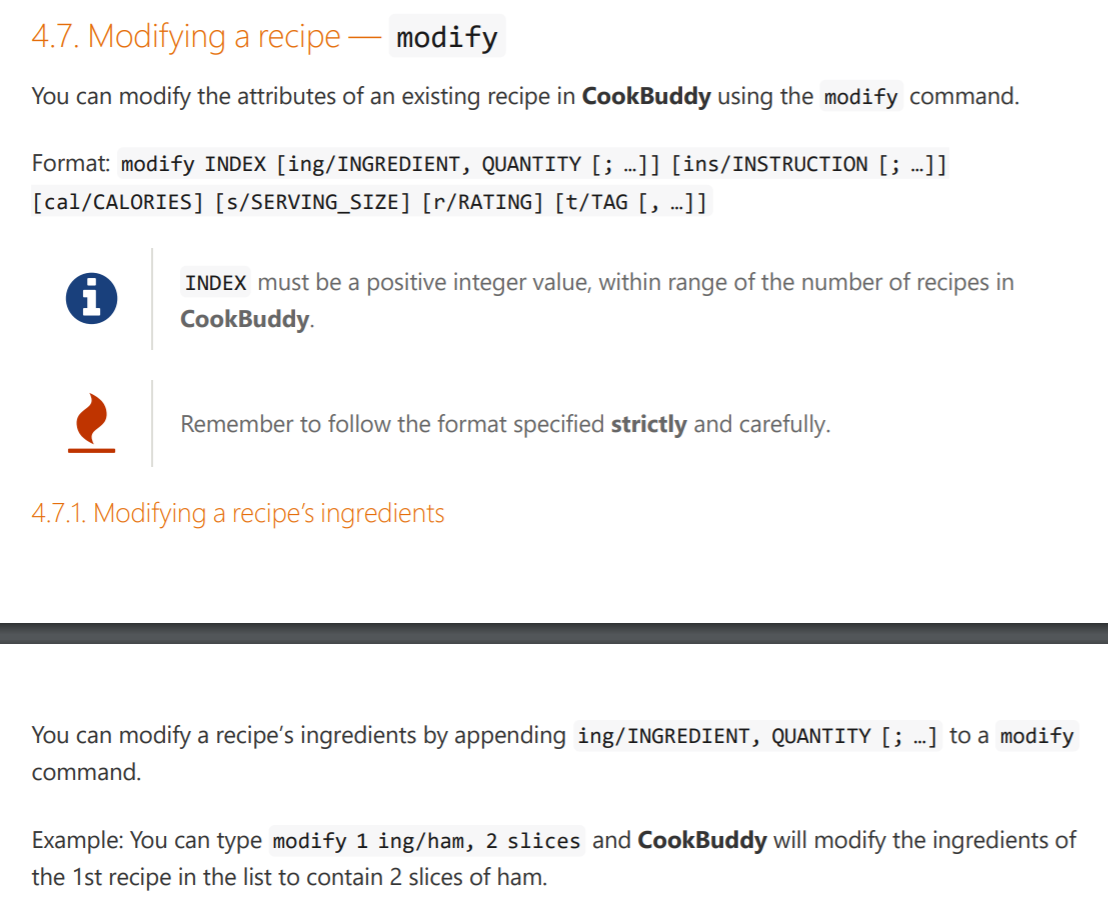 4.7. Modifying a recipe — modify
You can modify the attributes of an existing recipe in CookBuddy using the modify command.
Format: modify INDEX [ing/INGREDIENT, QUANTITY [; …]] [ins/INSTRUCTION [; …]]
[cal/CALORIES] [s/SERVING_SIZE] [r/RATING] [t/TAG [, …]]
INDEX must be a positive integer value, within range of the number of recipes in
CookBuddy.
Remember to follow the format specified strictly and carefully.
4.7.1. Modifying a recipe’s ingredients
You can modify a recipe’s ingredients by appending ing/INGREDIENT, QUANTITY [; …] to a modify
command.
Example: You can type modify 1 ing/ham, 2 slices and CookBuddy will modify the ingredients of
the 1st recipe in the list to contain 2 slices of ham.